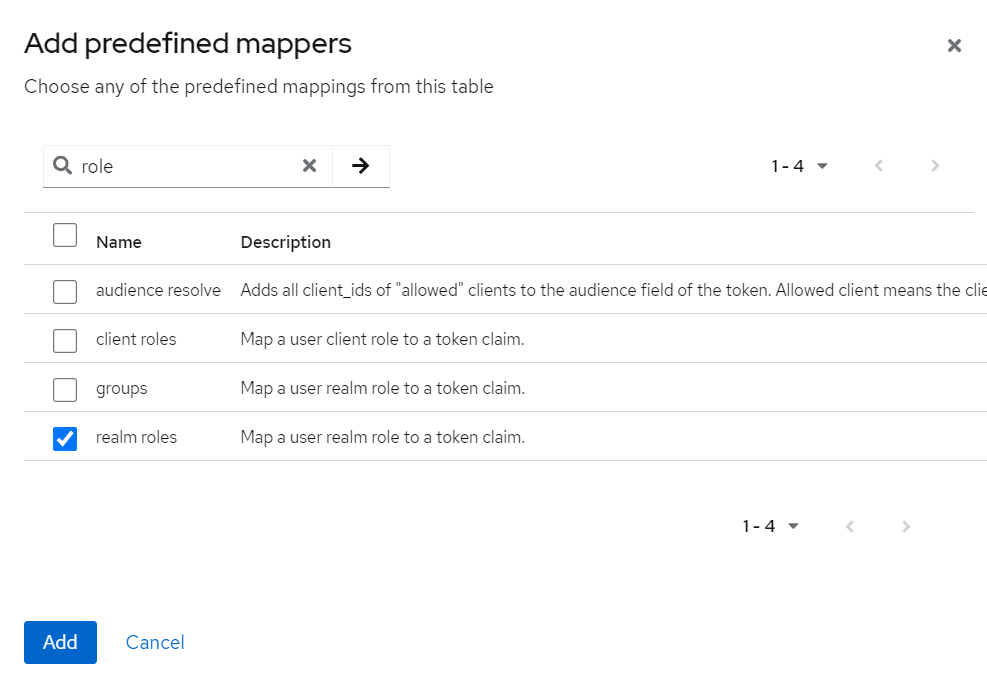 Add predefined mappers
Choose any of the predefined mappings from this table
role
1 - 4
Name Description
audience resolve Adds all client_ids of "allowed" clients to the audience field of the token. Allowed client means the
client roles Map a user client role to a token claim.
groups Map a user realm role to a token claim.
realm roles Map a user realm role to a token claim.
1 - 4
Add Cancel